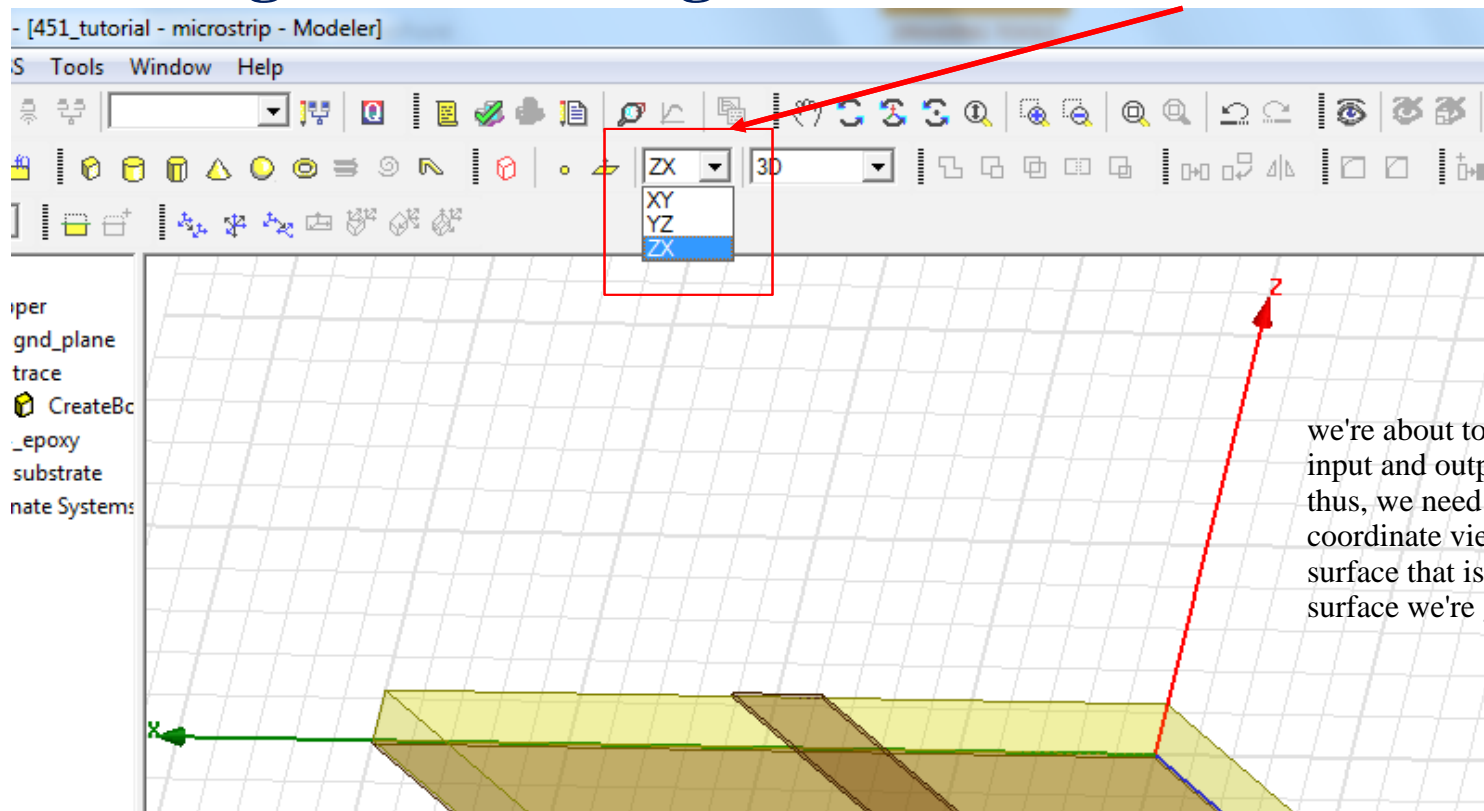 - [451_tutorial - microstrip - Modeler]
Tools Window Help
ZX 3D
XY
YZ
ZX
Z
gnd_plane
trace
CreateBo
_epoxy
substrate
nate Systems
we're about to
input and outp
thus, we need
coordinate vie
surface that is
surface we're
X